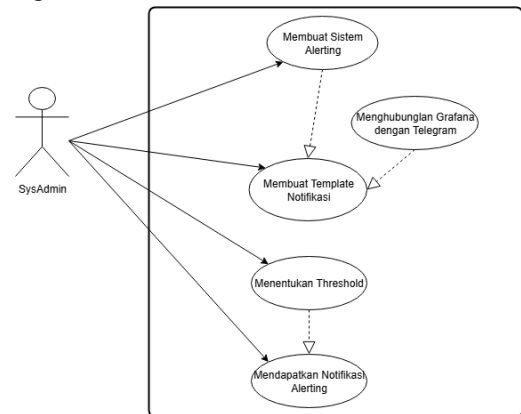 Membuat Sistem
Alerting
Menghubunglan Grafana
dengan Telegram
SysAdmin
Membuat Template
Notifikasi
Menentukan Threshold
Mendapatkan Notifikasi
Alerting